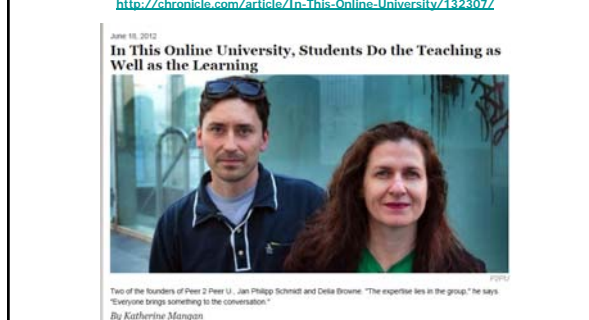 http://chronicle.com/article/In-This-Online-University/132307/
June 18, 2012
In This Online University, Students Do the Teaching as
Well as the Learning
P2PU
Two of the founders of Peer 2 Peer U., Jan Philipp Schmidt and Delia Browne. "The expertise lies in the group," he says.
"Everyone brings something to the conversation."
By Katherine Mangan